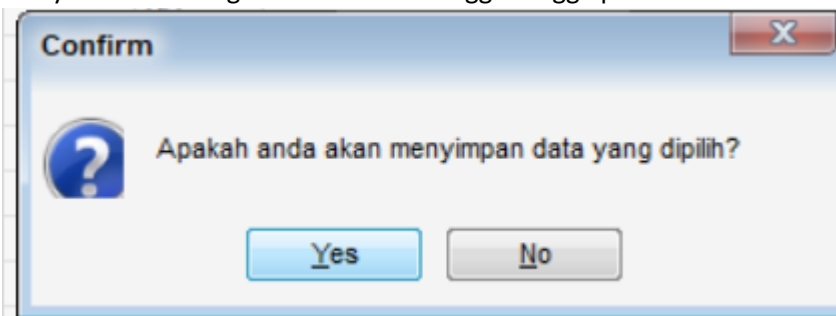 Confirm
Apakah anda akan menyimpan data yang dipilih?
Yes
No